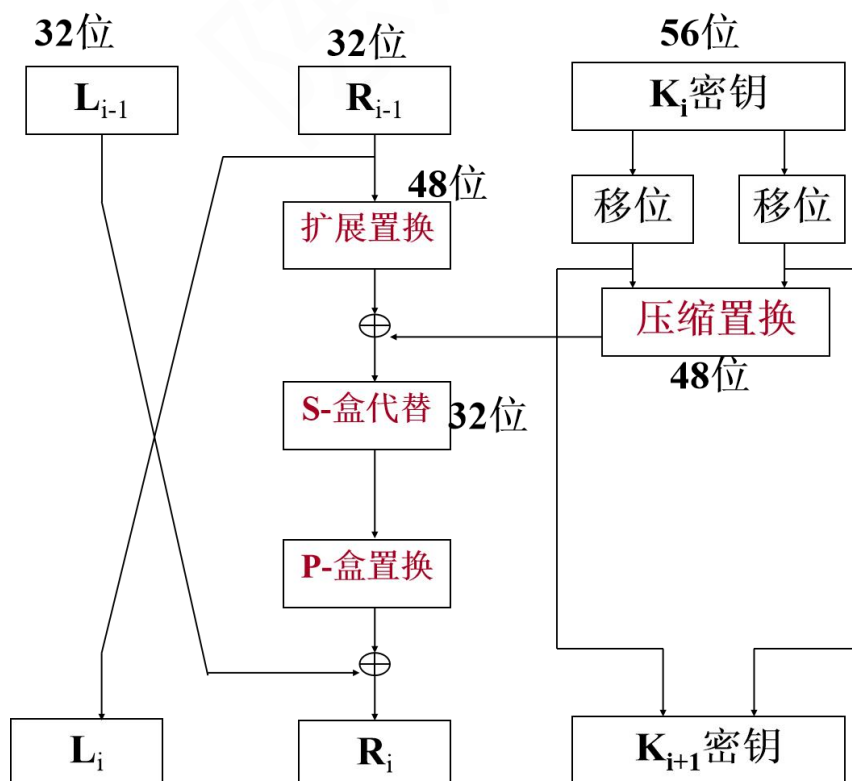 32位
32位
56位
Li-1
Ri-1
Ki密钥
48位
移位
移位
扩展置换
压缩置换
48位
S-盒代替
32位
P-盒置换
Li
Ri
Ki+1密钥